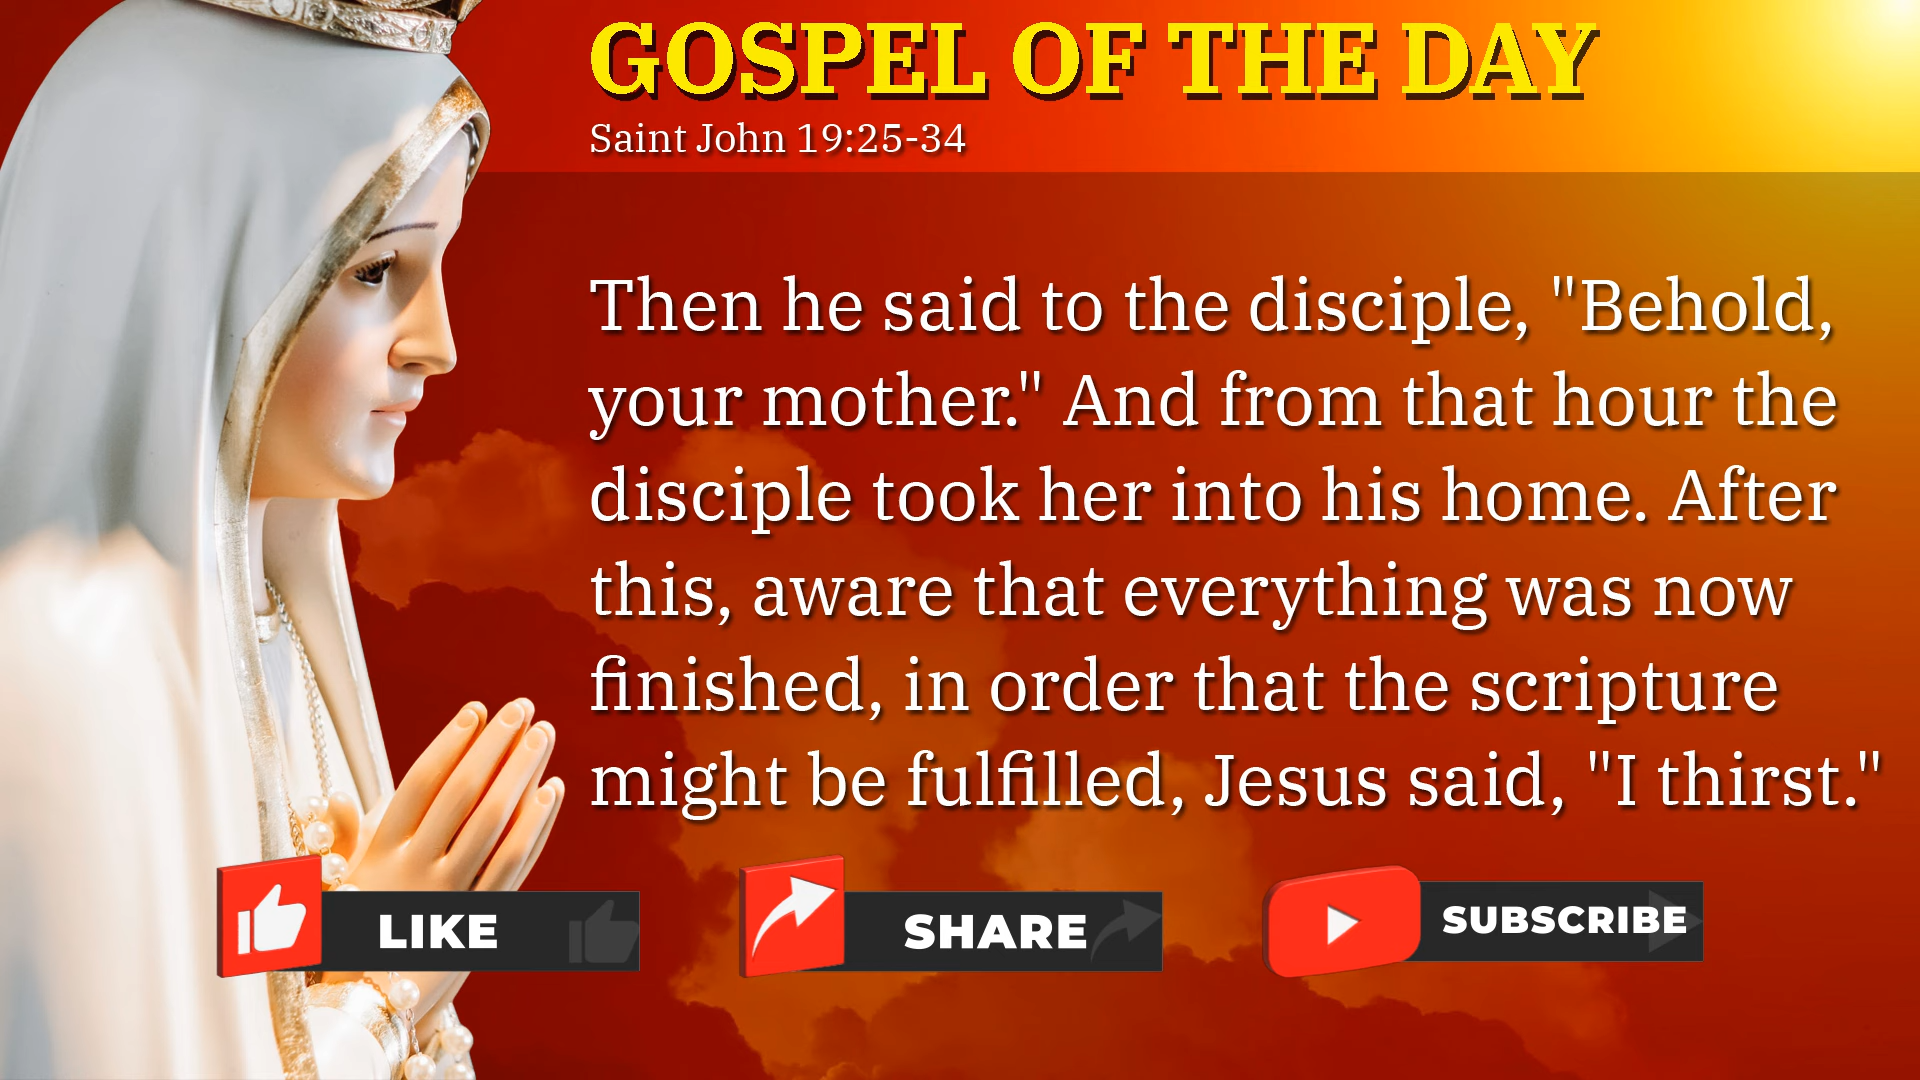 GOSPEL OF THE DAY
Saint John 19:25-34
Then he said to the disciple, "Behold,
your mother." And from that hour the
disciple took her into his home. After
this, aware that everything was now
finished, in order that the scripture
might be fulfilled, Jesus said, "I thirst."
LIKE
SHARE
SUBSCRIBE